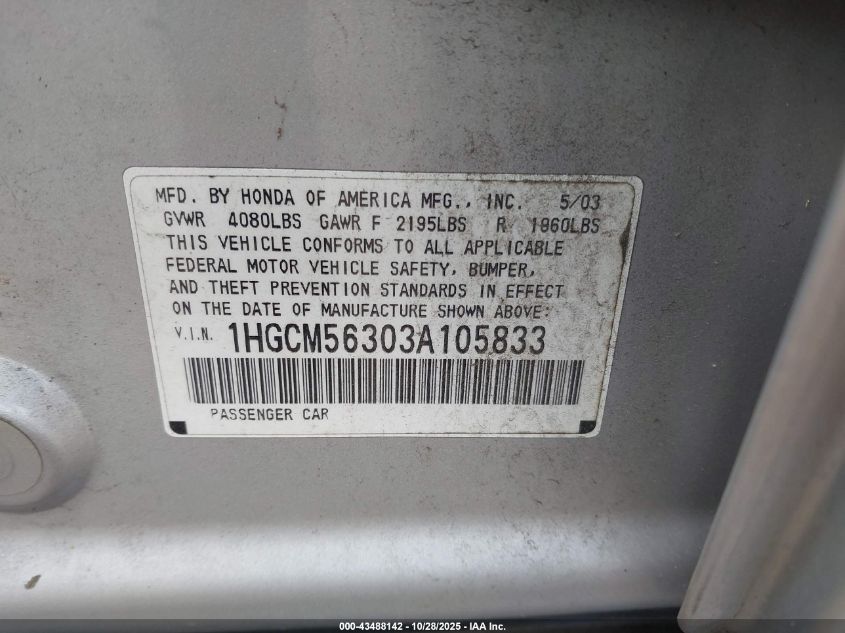 MFD. BY HONDA OF AMERICA MFG., INC. 5/03
GVWR 4080LBS GAWR F 2195LBS R 1960LBS
THIS VEHICLE CONFORMS TO ALL APPLICABLE
FEDERAL MOTOR VEHICLE SAFETY, BUMPER,
AND THEFT PREVENTION STANDARDS IN EFFECT
ON THE DATE OF MANUFACTURE SHOWN ABOVE:
V.I.N. 1HGCM56303A105833
PASSENGER CAR
000-43488142 | 10/28/2025 - IAA Inc.